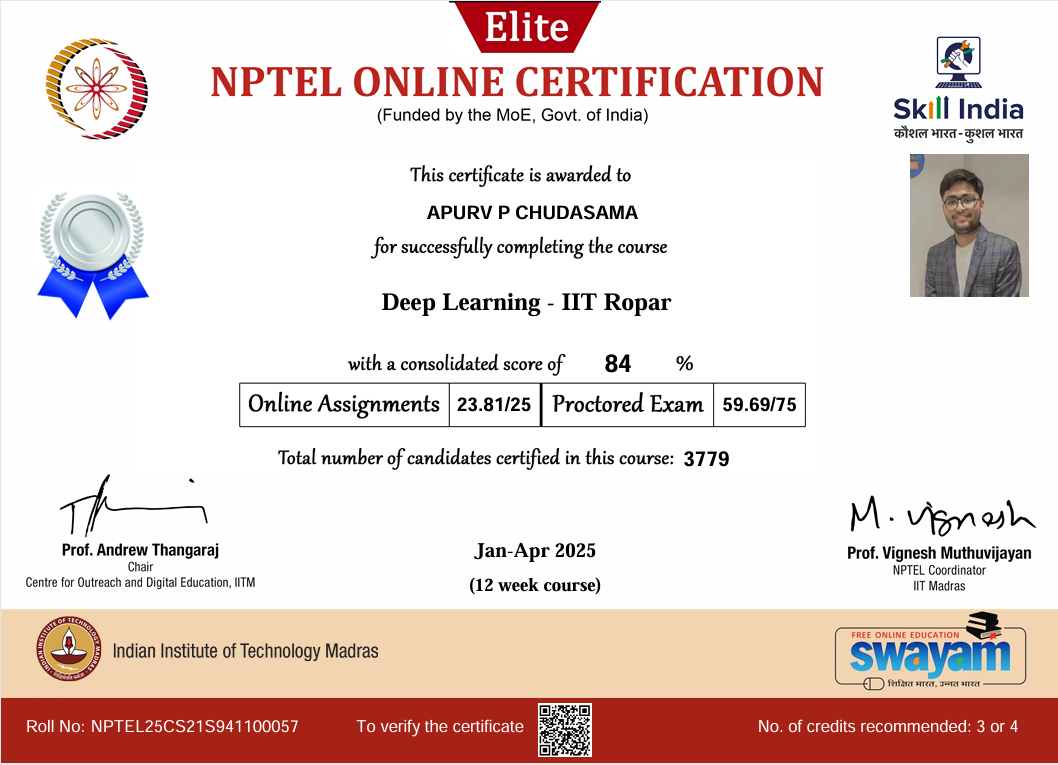 Elite
NPTEL ONLINE CERTIFICATION
(Funded by the MoE, Govt. of India)
Skill India
कौशल भारत - कुशल भारत
This certificate is awarded to
APURV P CHUDASAMA
for successfully completing the course
Deep Learning - IIT Ropar
with a consolidated score of 84 %
Online Assignments 23.81/25 Proctored Exam 59.69/75
Total number of candidates certified in this course: 3779
M. Vignesh
Prof. Andrew Thangaraj
Chair
Centre for Outreach and Digital Education, IITM
Jan-Apr 2025
(12 week course)
Prof. Vignesh Muthuvijayan
NPTEL Coordinator
IIT Madras
INDIAN INSTITUTE OF TECHNOLOGY MADRAS
Indian Institute of Technology Madras
FREE ONLINE EDUCATION
swayam
शिक्षित भारत, उन्नत भारत
Roll No: NPTEL25CS21S941100057
To verify the certificate
No. of credits recommended: 3 or 4